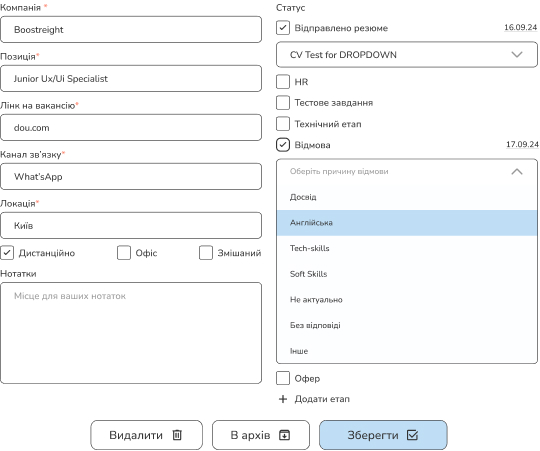 Компанія *
Boostreight
Позиція*
Junior Ux/Ui Specialist
Лінк на вакансію*
dou.com
Канал зв'язку*
What'sApp
Локація*
Київ
Дистанційно
Офіс
Змішаний
Нотатки
Місце для ваших нотаток
Статус
Відправлено резюме
16.09.24
CV Test for DROPDOWN
HR
Тестове завдання
Технічний етап
Відмова
17.09.24
Оберіть причину відмови
Досвід
Англійська
Tech-skills
Soft Skills
Не актуально
Без відповіді
Інше
Офер
Додати етап
Видалити
В архів
Зберегти